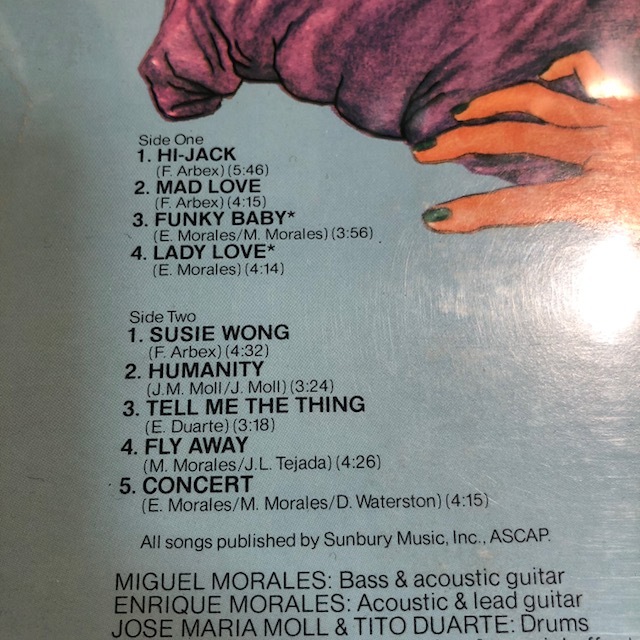 Side One
1. HI-JACK
(F. Arbex) (5:46)
2. MAD LOVE
(F. Arbex) (4:15)
3. FUNKY BABY*
(E. Morales/M. Morales) (3:56)
4. LADY LOVE*
(E. Morales) (4:14)
Side Two
1. SUSIE WONG
(F. Arbex) (4:32)
2. HUMANITY
(J.M. Moll/J. Moll) (3:24)
3. TELL ME THE THING
(E. Duarte) (3:18)
4. FLY AWAY
(M. Morales/J.L. Tejada) (4:26)
5. CONCERT
(E. Morales/M. Morales/D. Waterston) (4:15)
All songs published by Sunbury Music, Inc., ASCAP.
MIGUEL MORALES: Bass & acoustic guitar
ENRIQUE MORALES: Acoustic & lead guitar
JOSE MARIA MOLL & TITO DUARTE: Drums